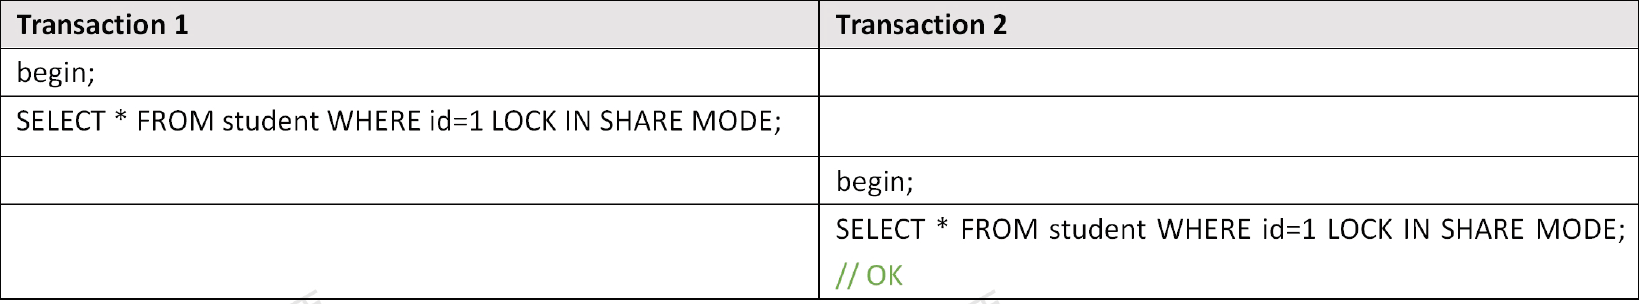 Transaction 1
Transaction 2
begin;
SELECT * FROM student WHERE id=1 LOCK IN SHARE MODE;
begin;
SELECT * FROM student WHERE id=1 LOCK IN SHARE MODE;
// OK